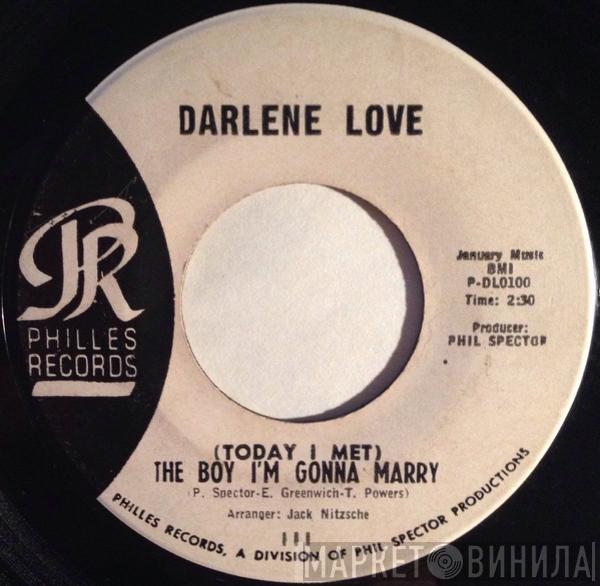 DARLENE LOVE
PR
PHILLES
RECORDS
January Music
BMI
P-DL0100
Time: 2:30
Producer:
PHIL SPECTOR
(TODAY I MET)
THE BOY I'M GONNA MARRY
(P. Spector-E. Greenwich-T. Powers)
Arranger: Jack Nitzsche
111
PHILLES RECORDS, A DIVISION OF PHIL SPECTOR PRODUCTIONS
МАРКЕТ ВИНИЛА